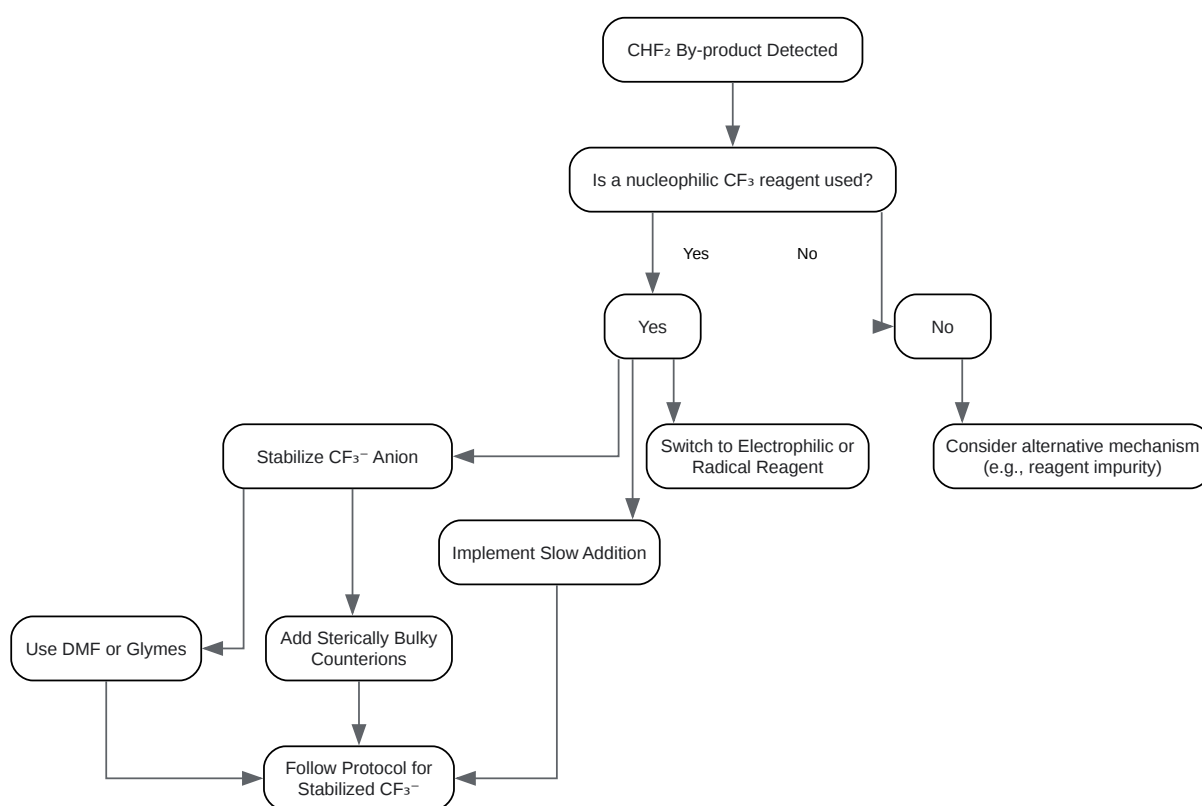 CHF₂ By-product Detected
Is a nucleophilic CF₃ reagent used?
Yes
No
Yes
No
Stabilize CF₃⁻ Anion
Switch to Electrophilic or
Radical Reagent
Consider alternative mechanism
(e.g., reagent impurity)
Implement Slow Addition
Use DMF or Glymes
Add Sterically Bulky
Counterions
Follow Protocol for
Stabilized CF₃⁻